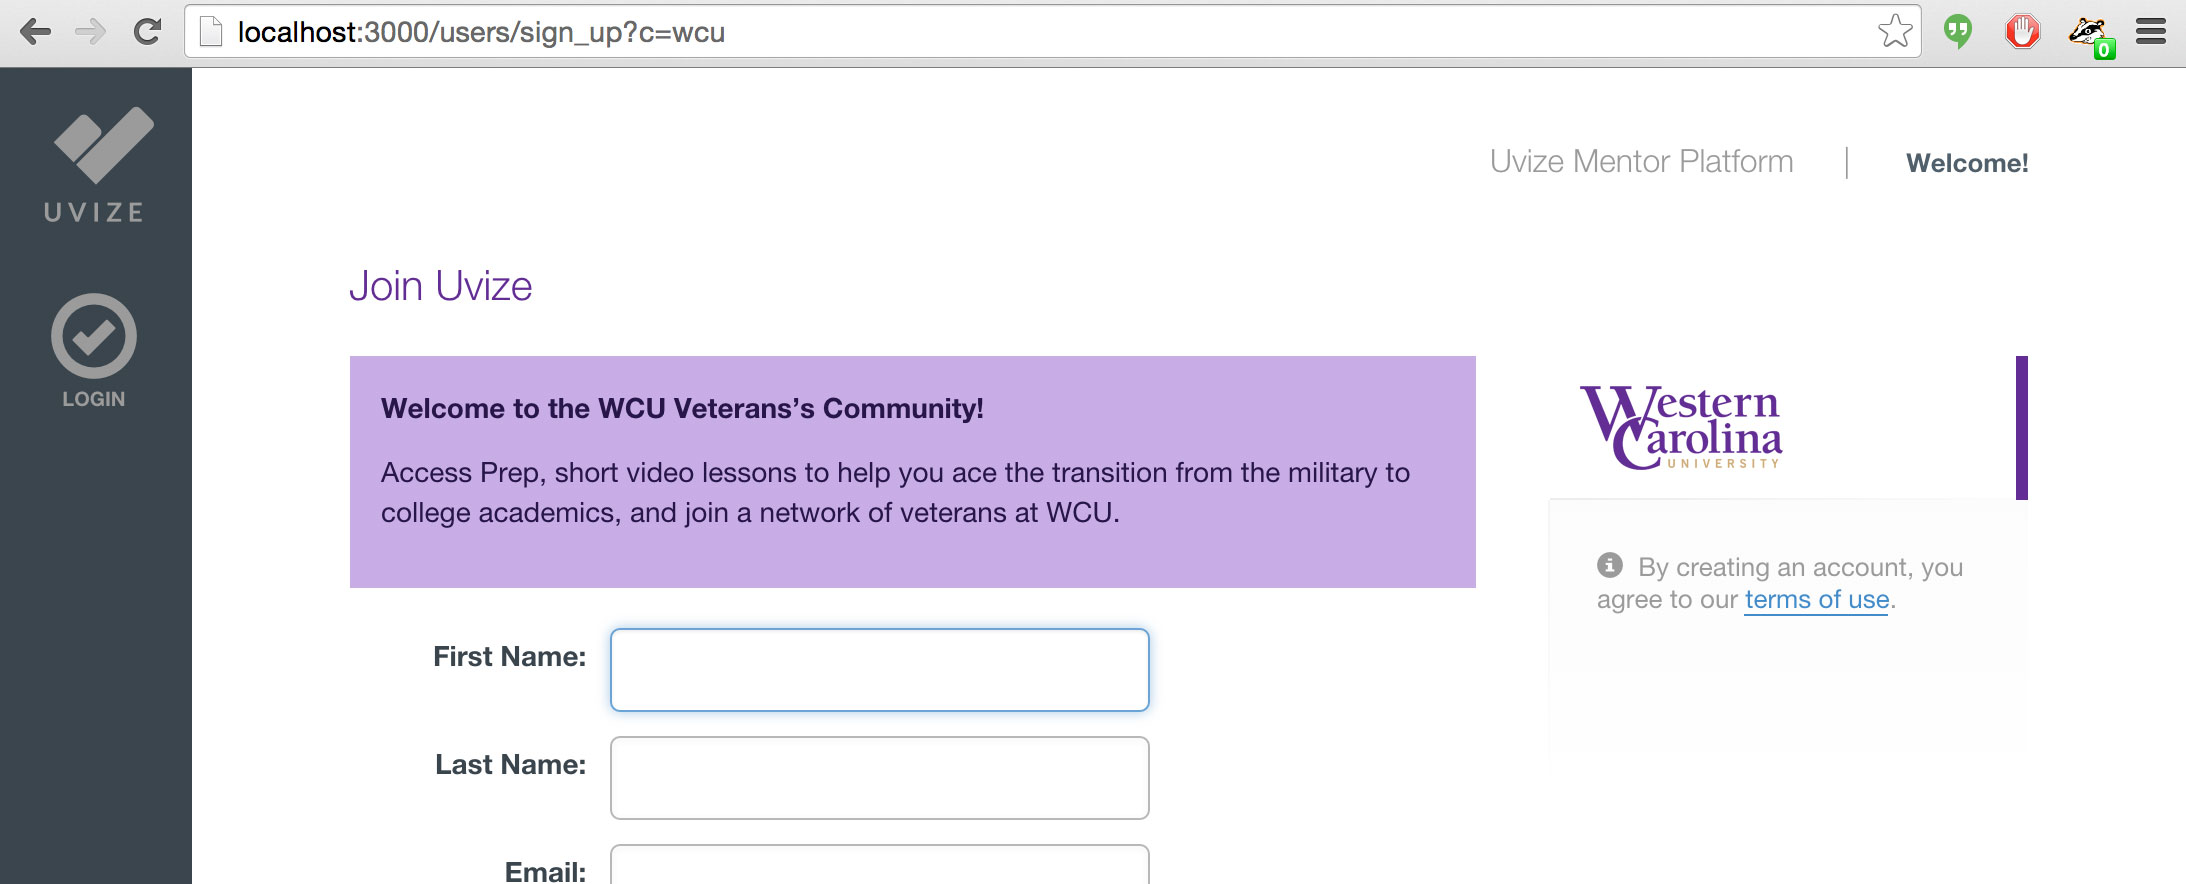 localhost:3000/users/sign_up?c=wcu
0
UVIZE
LOGIN
Uvize Mentor Platform | Welcome!
Join Uvize
Welcome to the WCU Veterans’s Community!
Access Prep, short video lessons to help you ace the transition from the military to
college academics, and join a network of veterans at WCU.
Western
Carolina
UNIVERSITY
By creating an account, you
agree to our terms of use.
First Name:
Last Name:
Email: